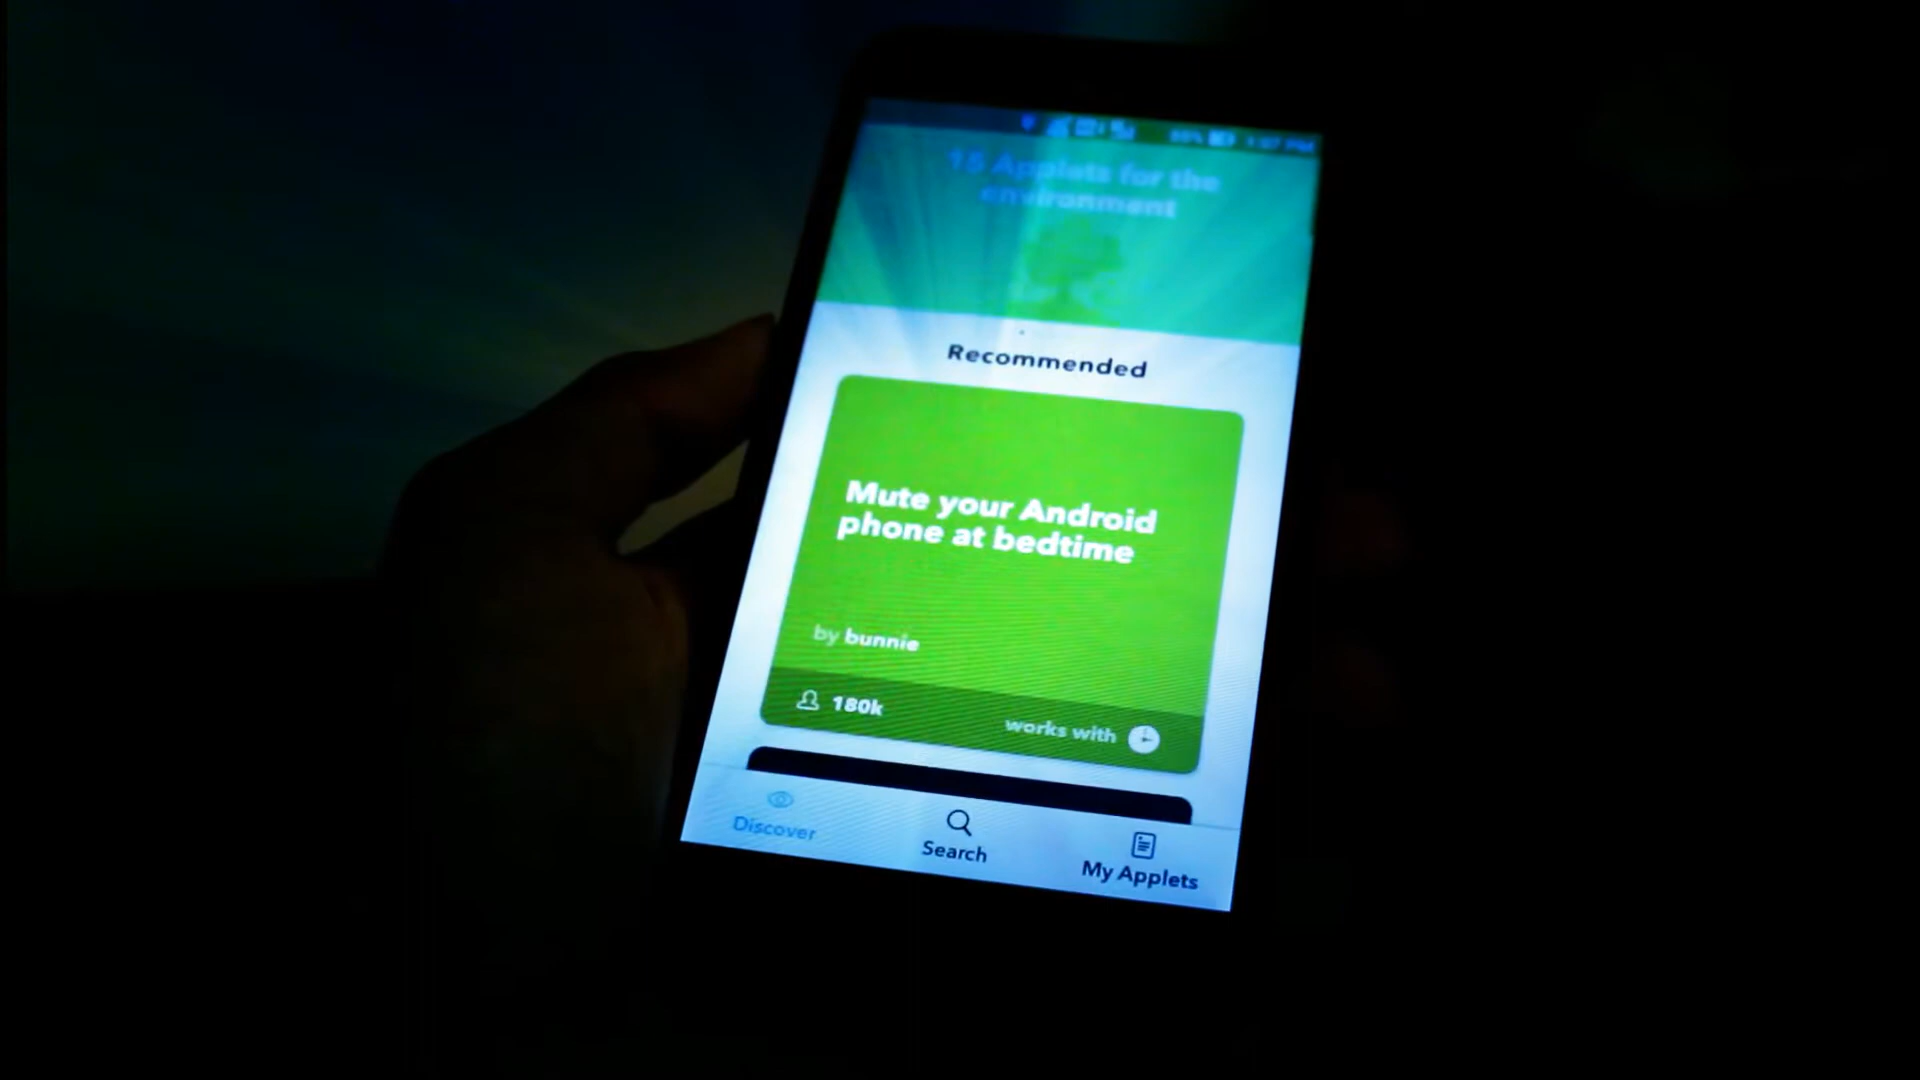 15 Applets for the
environment
Recommended
Mute your Android
phone at bedtime
by bunnie
180k
works with
Discover
Search
My Applets